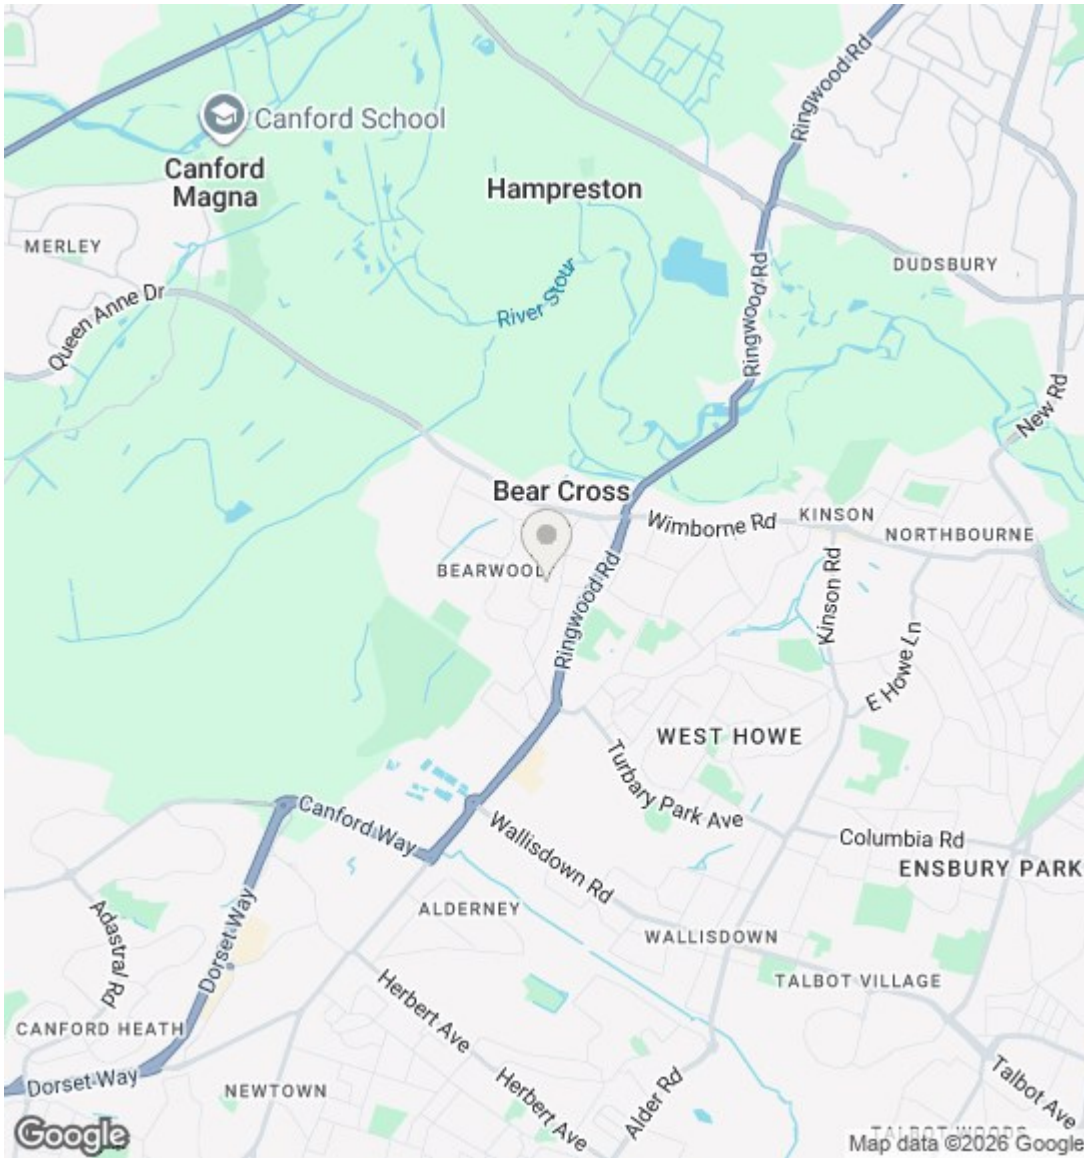 Ringwood Rd
Canford School
Canford
Magna
Hampreston
MERLEY
DUDSBURY
Queen Anne Dr
River Stour
Ringwood Rd
New Rd
Bear Cross
Wimborne Rd
KINSON
NORTHBOURNE
BEARWOOD
Ringwood Rd
Kinson Rd
E Howe Ln
WEST HOWE
Turbary Park Ave
Canford Way
Wallisdown Rd
Columbia Rd
ENSBURY PARK
Adastral Rd
Dorset Way
ALDERNEY
WALLISDOWN
TALBOT VILLAGE
CANFORD HEATH
Herbert Ave
Dorset Way
NEWTOWN
Herbert Ave
Alder Rd
Talbot Ave
TALBOT WOODS
Google
Map data ©2026 Google